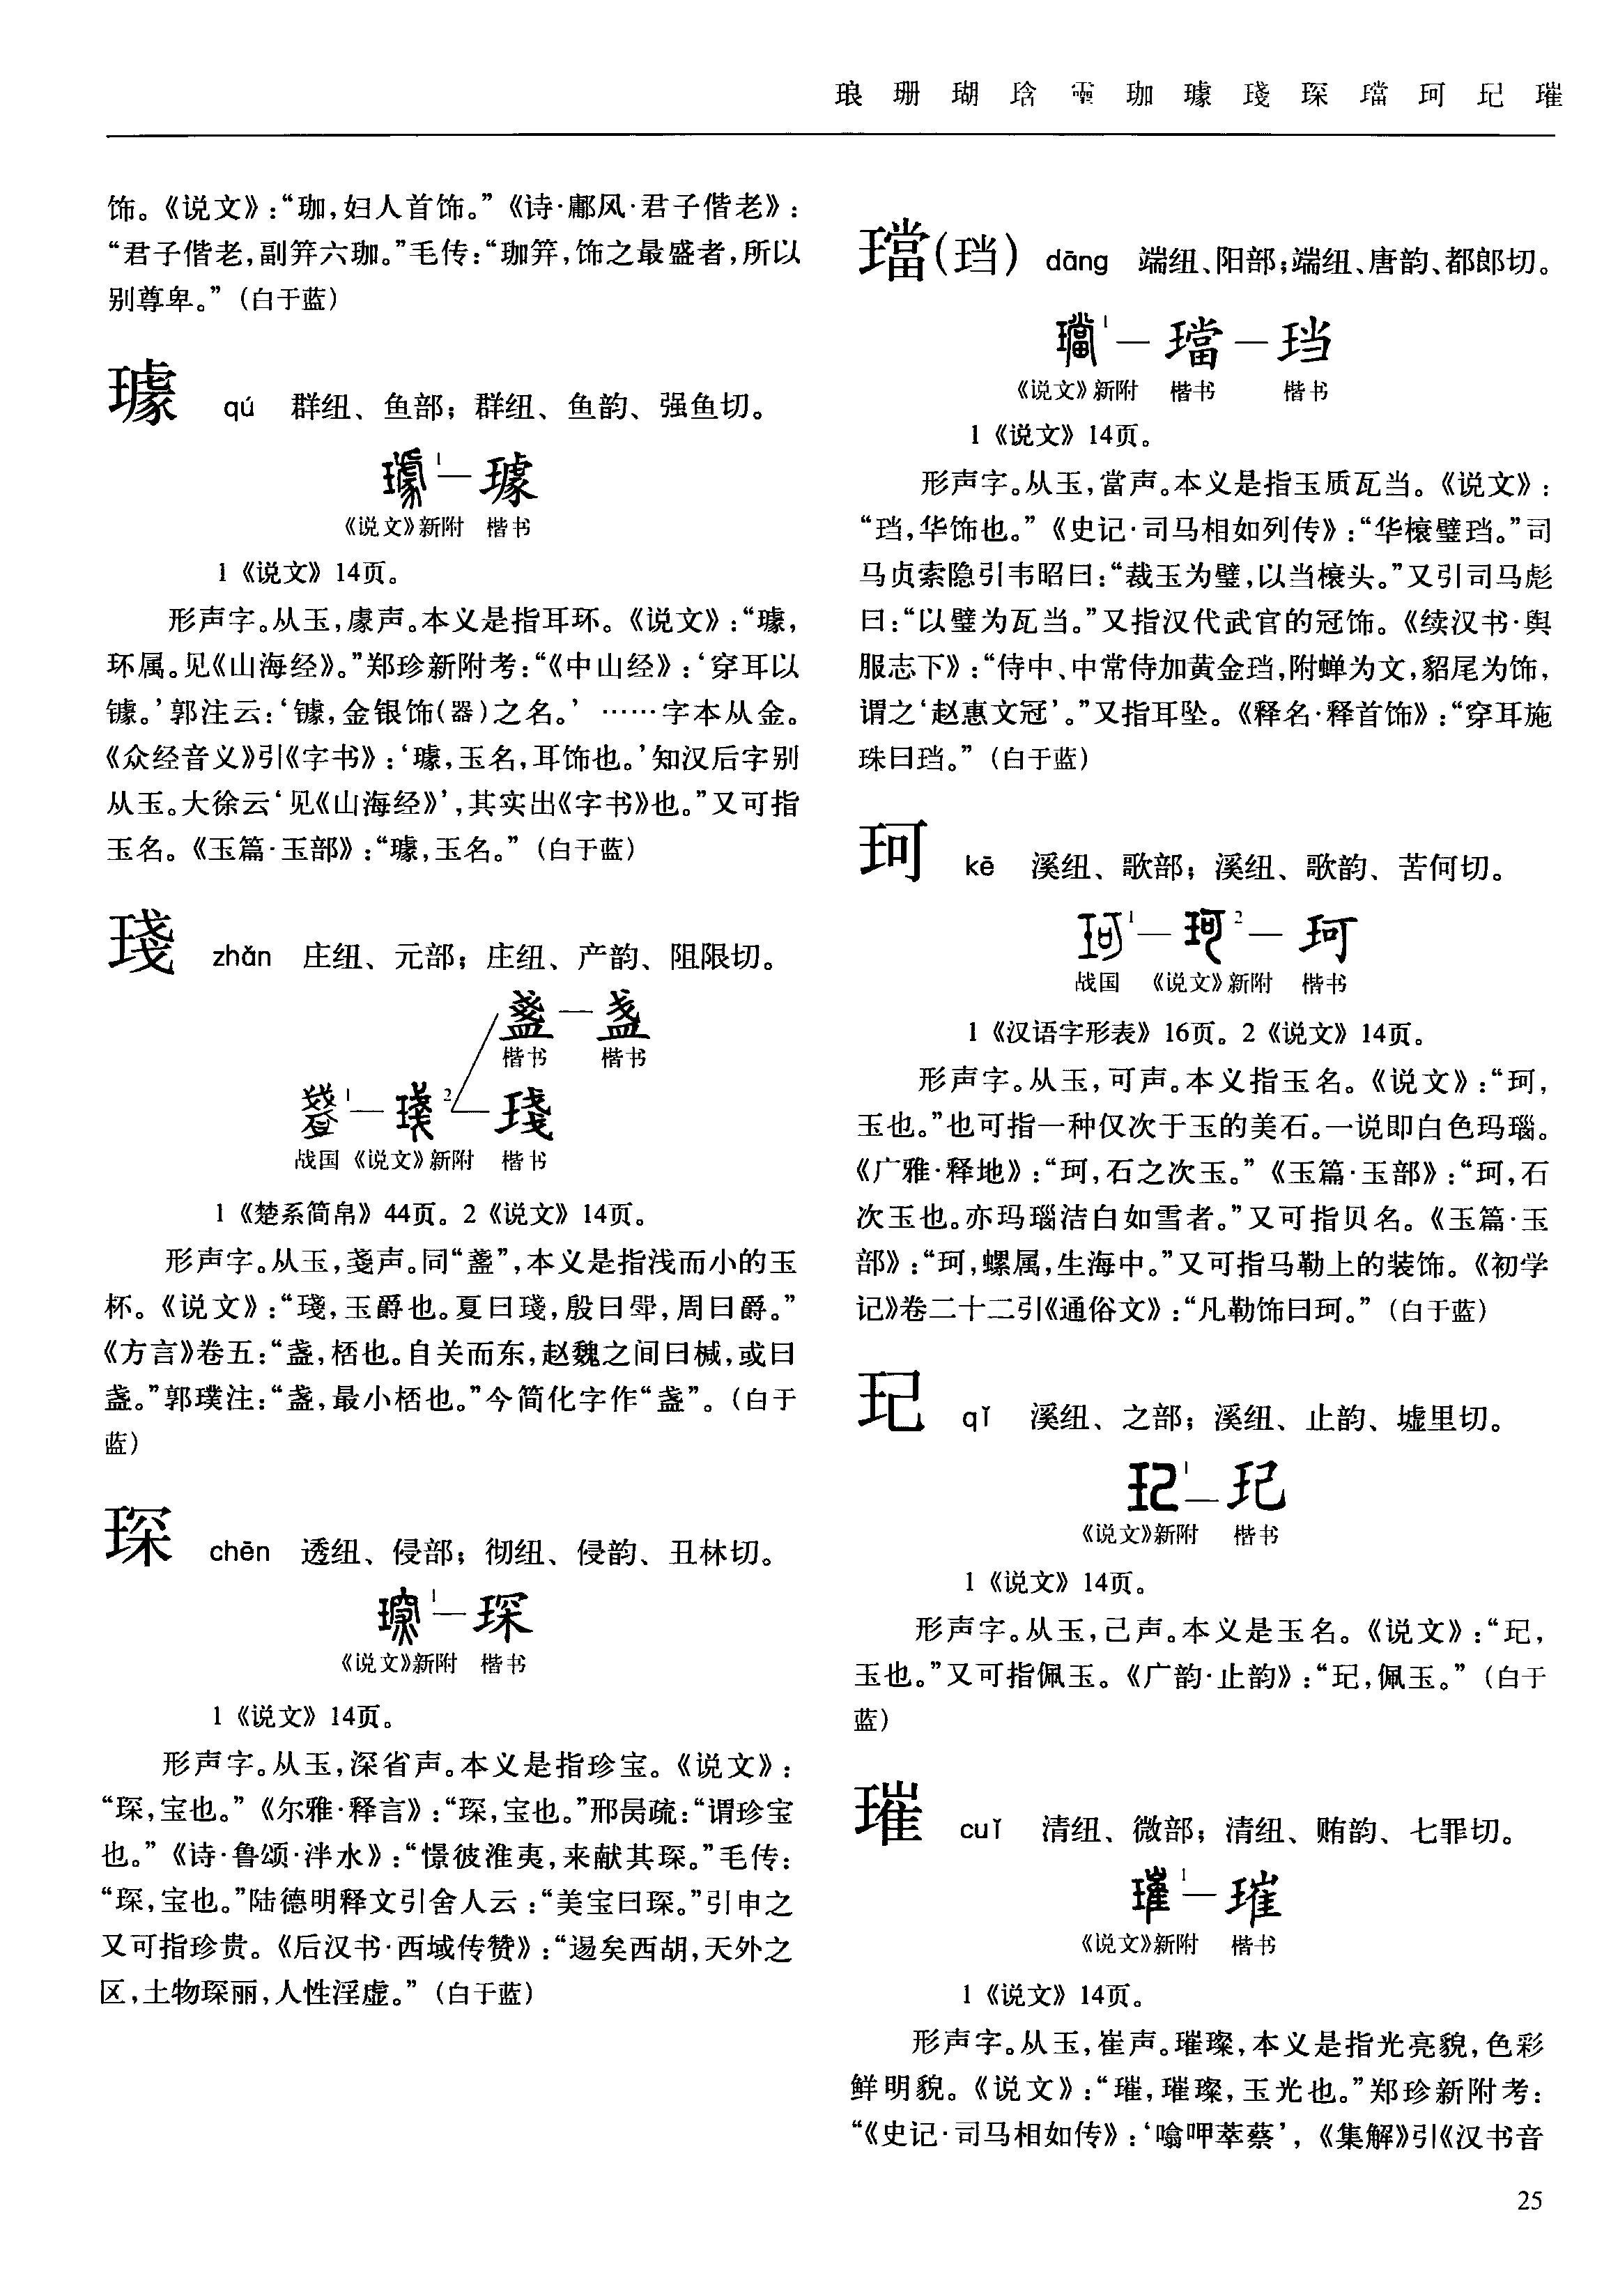 琅 珊 瑚 琀 𤫊 珈 璩 琖 琛 璫 珂 玘 璀
饰。《说文》:“珈,妇人首饰。”《诗·鄘风·君子偕老》:
“君子偕老,副笄六珈。”毛传:“珈笄,饰之最盛者,所以
别尊卑。”(白于蓝)
璩 qú 群纽、鱼部;群纽、鱼韵、强鱼切。
1—璩
《说文》新附 楷书
1《说文》14页。
形声字。从玉,豦声。本义是指耳环。《说文》:“璩,
环属。见《山海经》。”郑珍新附考:“《中山经》:‘穿耳以
鐻。’郭注云:‘鐻,金银饰(器)之名。’……字本从金。
《众经音义》引《字书》:‘璩,玉名,耳饰也。’知汉后字别
从玉。大徐云‘见《山海经》’,其实出《字书》也。”又可指
玉名。《玉篇·玉部》:“璩,玉名。”(白于蓝)
琖 zhǎn 庄纽、元部;庄纽、产韵、阻限切。
盞—盏
楷书 楷书
1—2—琖
战国《说文》新附 楷书
1《楚系简帛》44页。2《说文》14页。
形声字。从玉,戔声。同“盞”,本义是指浅而小的玉
杯。《说文》:“琖,玉爵也。夏曰琖,殷曰斝,周曰爵。”
《方言》卷五:“盏,桮也。自关而东,赵魏之间曰椷,或曰
盏。”郭璞注:“盏,最小桮也。”今简化字作“盏”。(白于
蓝)
琛 chēn 透纽、侵部;彻纽、侵韵、丑林切。
1—琛
《说文》新附 楷书
1《说文》14页。
形声字。从玉,深省声。本义是指珍宝。《说文》:
“琛,宝也。”《尔雅·释言》:“琛,宝也。”邢昺疏:“谓珍宝
也。”《诗·鲁颂·泮水》:“憬彼淮夷,来献其琛。”毛传:
“琛,宝也。”陆德明释文引舍人云:“美宝曰琛。”引申之
又可指珍贵。《后汉书·西域传赞》:“逷矣西胡,天外之
区,土物琛丽,人性淫虚。”(白于蓝)
璫(珰) dāng 端纽、阳部;端纽、唐韵、都郎切。
1—璫—珰
《说文》新附 楷书 楷书
1《说文》14页。
形声字。从玉,當声。本义是指玉质瓦当。《说文》:
“珰,华饰也。”《史记·司马相如列传》:“华榱璧珰。”司
马贞索隐引韦昭曰:“裁玉为璧,以当榱头。”又引司马彪
曰:“以璧为瓦当。”又指汉代武官的冠饰。《续汉书·舆
服志下》:“侍中、中常侍加黄金珰,附蝉为文,貂尾为饰,
谓之‘赵惠文冠’。”又指耳坠。《释名·释首饰》:“穿耳施
珠曰珰。”(白于蓝)
珂 kē 溪纽、歌部;溪纽、歌韵、苦何切。
1—2—珂
战国 《说文》新附 楷书
1《汉语字形表》16页。2《说文》14页。
形声字。从玉,可声。本义指玉名。《说文》:“珂,
玉也。”也可指一种仅次于玉的美石。一说即白色玛瑙。
《广雅·释地》:“珂,石之次玉。”《玉篇·玉部》:“珂,石
次玉也。亦玛瑙洁白如雪者。”又可指贝名。《玉篇·玉
部》:“珂,螺属,生海中。”又可指马勒上的装饰。《初学
记》卷二十二引《通俗文》:“凡勒饰曰珂。”(白于蓝)
玘 qǐ 溪纽、之部;溪纽、止韵、墟里切。
1—玘
《说文》新附 楷书
1《说文》14页。
形声字。从玉,己声。本义是玉名。《说文》:“玘,
玉也。”又可指佩玉。《广韵·止韵》:“玘,佩玉。”(白于
蓝)
璀 cuǐ 清纽、微部;清纽、贿韵、七罪切。
1—璀
《说文》新附 楷书
1《说文》14页。
形声字。从玉,崔声。璀璨,本义是指光亮貌,色彩
鲜明貌。《说文》:“璀,璀璨,玉光也。”郑珍新附考:
“《史记·司马相如传》:‘噏呷萃蔡’,《集解》引《汉书音
25